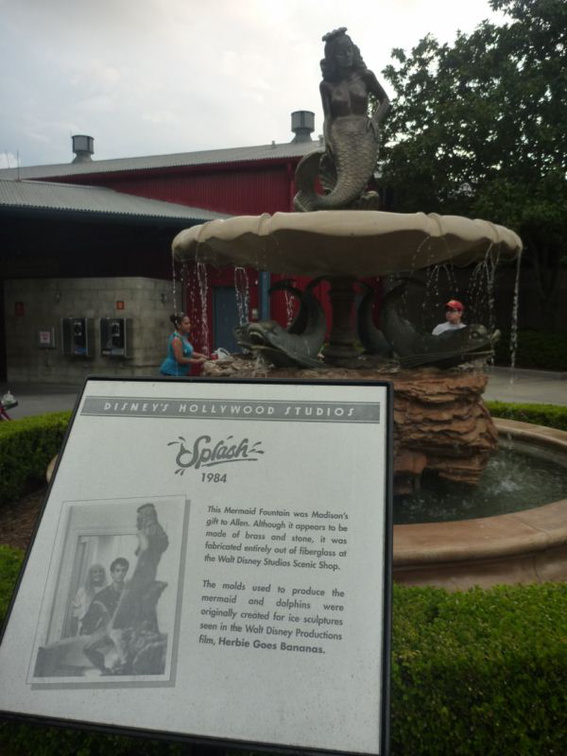 DISNEY'S HOLLYWOOD STUDIOS
Splash
1984
This Mermaid Fountain was Madison's
gift to Allen. Although it appears to be
made of brass and stone, it was
fabricated entirely out of fiberglass at
the Walt Disney Studios Scenic Shop.
The molds used to produce the
mermaid and dolphins were
originally created for ice sculptures
seen in the Walt Disney Productions
film, Herbie Goes Bananas.